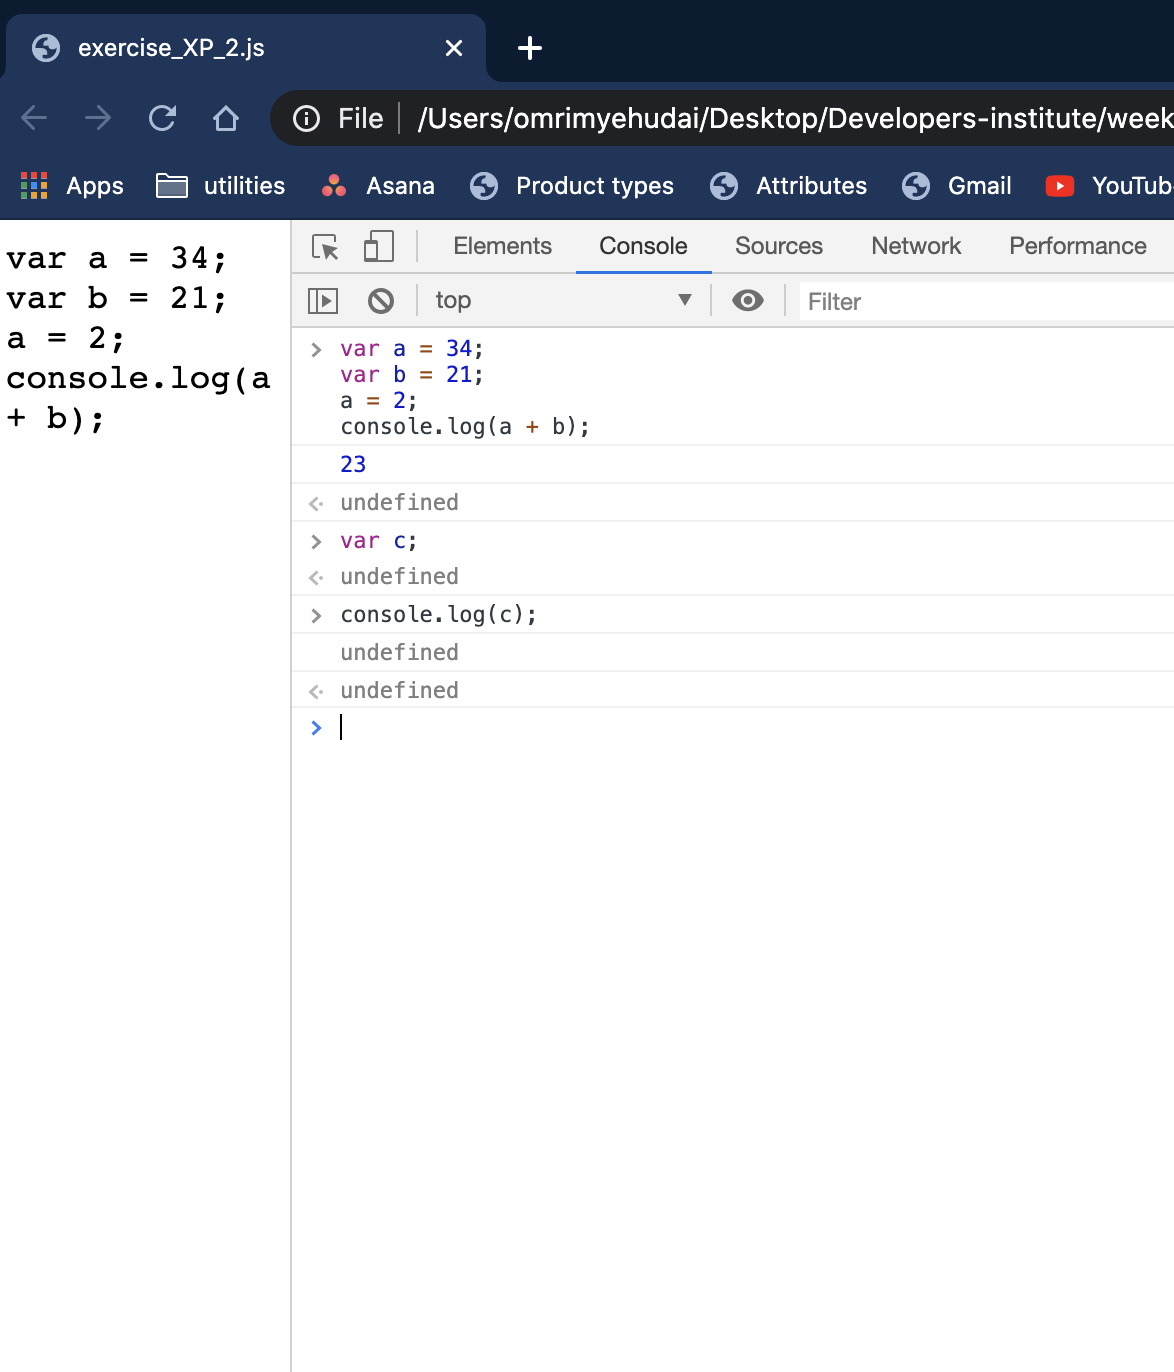 exercise_XP_2.js
File /Users/omrimyehudai/Desktop/Developers-institute/week
Apps utilities Asana Product types Attributes Gmail YouTub
var a = 34;
var b = 21;
a = 2;
console.log(a
+ b);
Elements Console Sources Network Performance
top Filter
> var a = 34;
var b = 21;
a = 2;
console.log(a + b);
23
undefined
> var c;
undefined
> console.log(c);
undefined
undefined
>